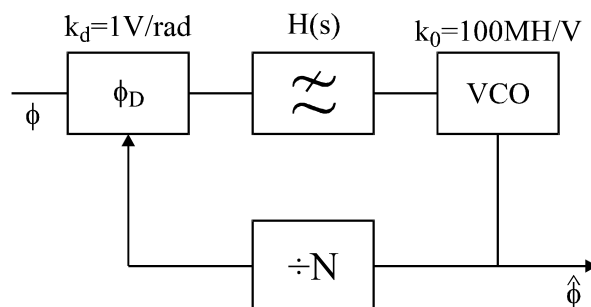 k_d=1V/rad
H(s)
k_0=100MH/V
ϕ_D
VCO
ϕ
÷N
ϕ̂